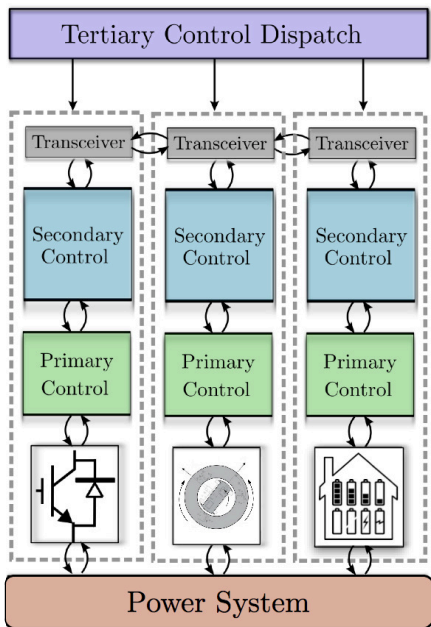 Tertiary Control Dispatch
Transceiver
Transceiver
Transceiver
Secondary
Control
Secondary
Control
Secondary
Control
Primary
Control
Primary
Control
Primary
Control
Power System